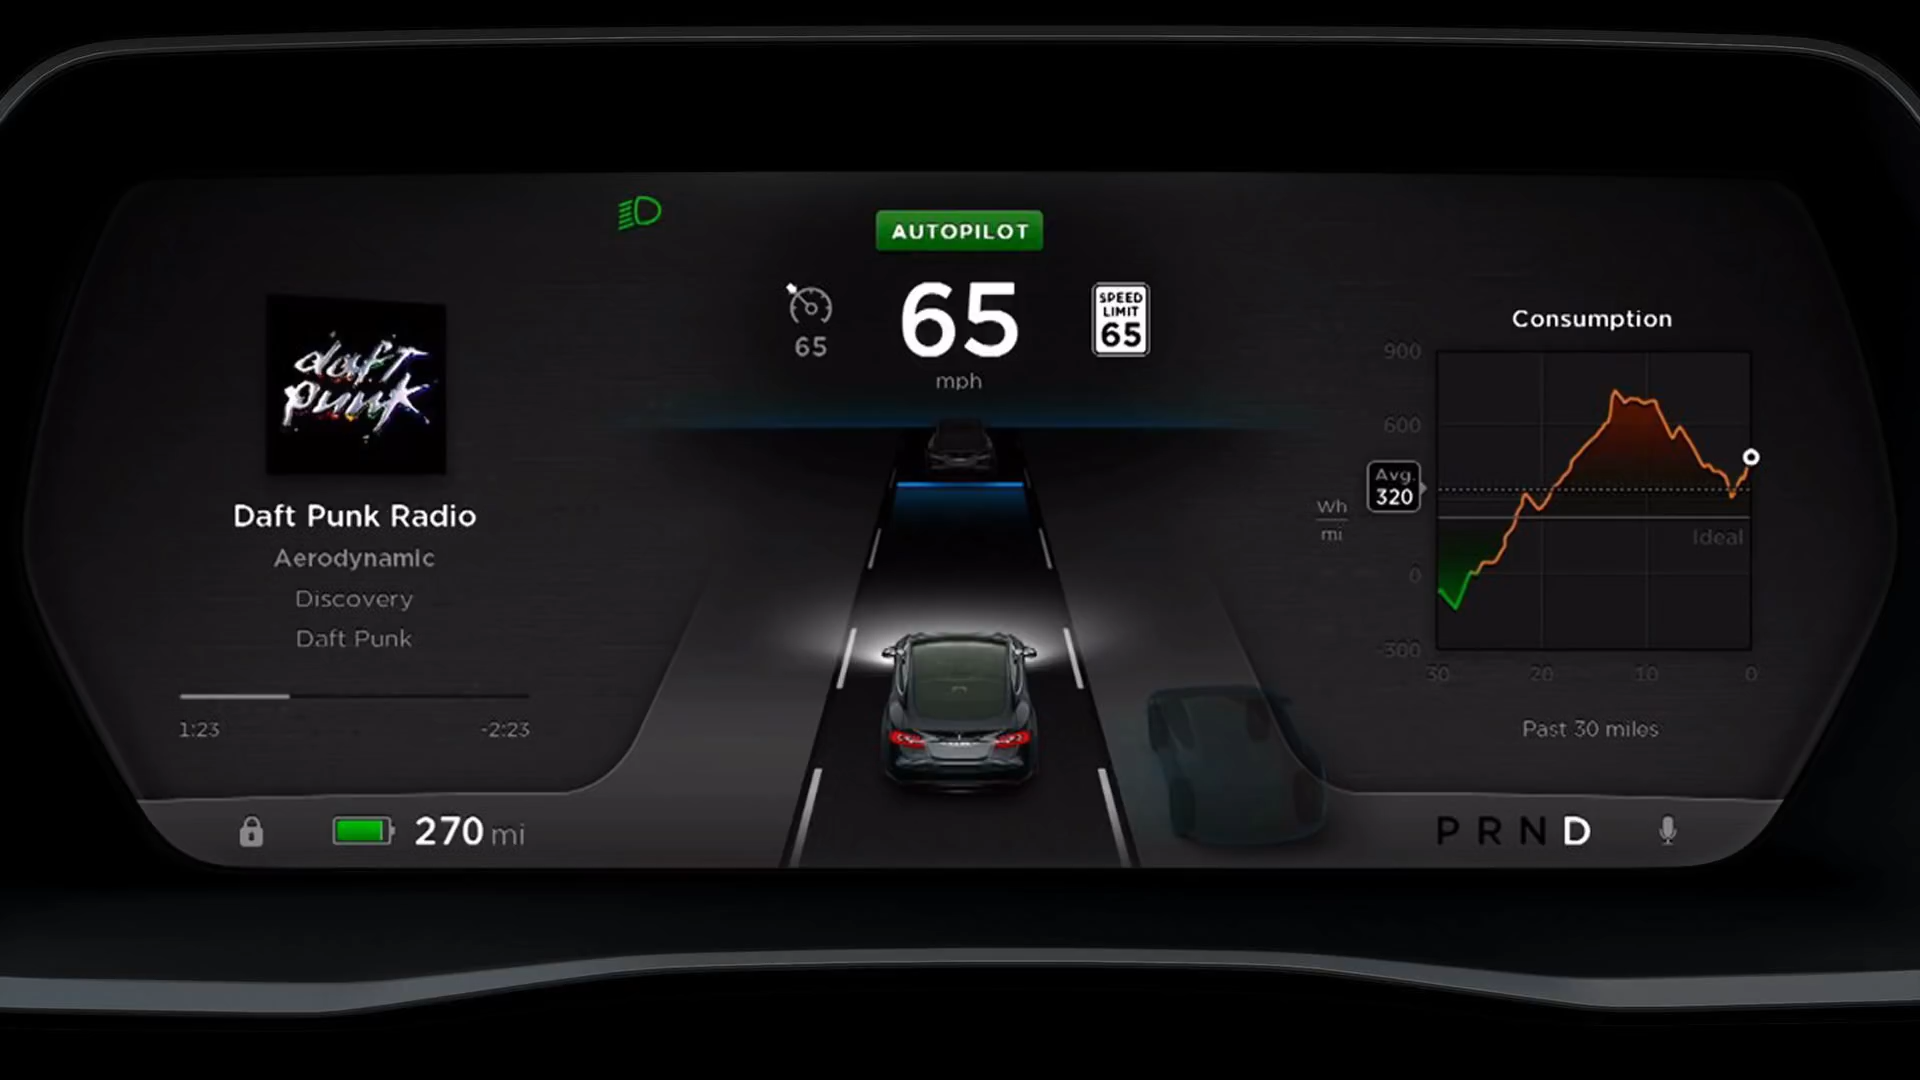 AUTOPILOT
65
65
mph
SPEED
LIMIT
65
daft
punk
Daft Punk Radio
Aerodynamic
Discovery
Daft Punk
1:23
-2:23
Consumption
900
600
Avg.
320
Wh
mi
Ideal
0
-300
30
20
10
0
Past 30 miles
270 mi
P R N D